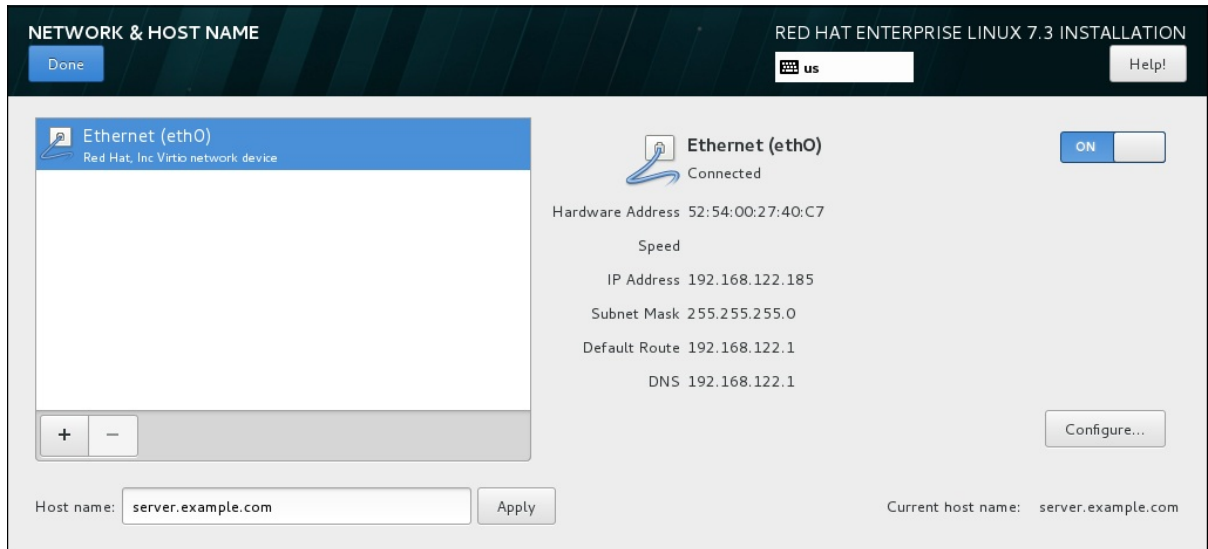 NETWORK & HOST NAME
RED HAT ENTERPRISE LINUX 7.3 INSTALLATION
Done
us
Help!
Ethernet (eth0)
Red Hat, Inc Virtio network device
Ethernet (eth0)
Connected
ON
Hardware Address 52:54:00:27:40:C7
Speed
IP Address 192.168.122.185
Subnet Mask 255.255.255.0
Default Route 192.168.122.1
DNS 192.168.122.1
+ −
Configure...
Host name: server.example.com Apply
Current host name: server.example.com